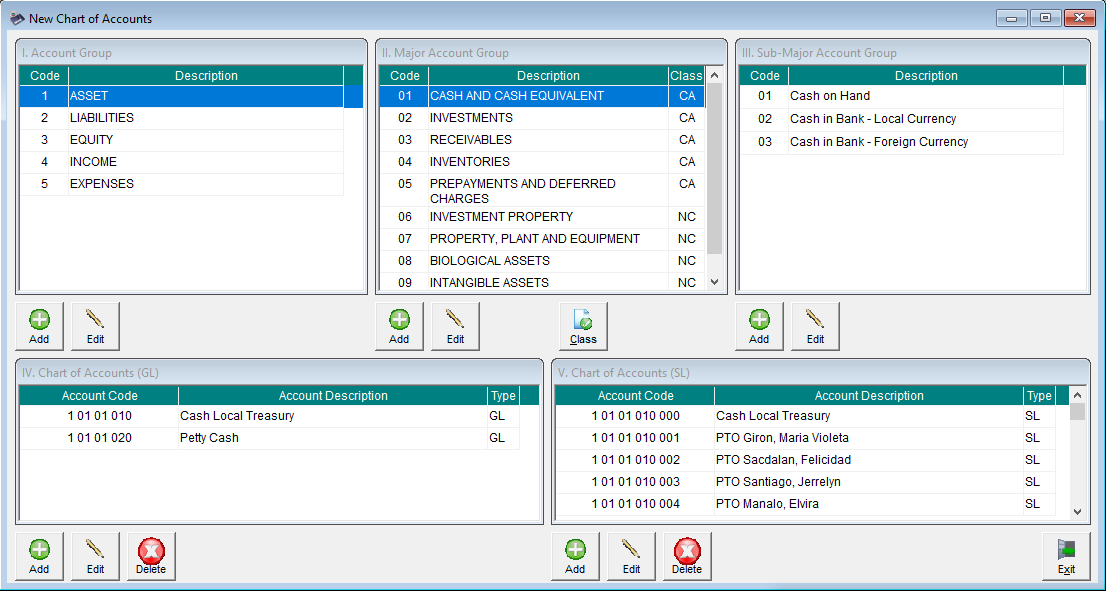 New Chart of Accounts
I. Account Group
Code Description
1 ASSET
2 LIABILITIES
3 EQUITY
4 INCOME
5 EXPENSES
Add Edit
II. Major Account Group
Code Description Class
01 CASH AND CASH EQUIVALENT CA
02 INVESTMENTS CA
03 RECEIVABLES CA
04 INVENTORIES CA
05 PREPAYMENTS AND DEFERRED CA
CHARGES
06 INVESTMENT PROPERTY NC
07 PROPERTY, PLANT AND EQUIPMENT NC
08 BIOLOGICAL ASSETS NC
09 INTANGIBLE ASSETS NC
Add Edit Class
III. Sub-Major Account Group
Code Description
01 Cash on Hand
02 Cash in Bank - Local Currency
03 Cash in Bank - Foreign Currency
Add Edit
IV. Chart of Accounts (GL)
Account Code Account Description Type
1 01 01 010 Cash Local Treasury GL
1 01 01 020 Petty Cash GL
Add Edit Delete
V. Chart of Accounts (SL)
Account Code Account Description Type
1 01 01 010 000 Cash Local Treasury SL
1 01 01 010 001 PTO Giron, Maria Violeta SL
1 01 01 010 002 PTO Sacdalan, Felicidad SL
1 01 01 010 003 PTO Santiago, Jerrelyn SL
1 01 01 010 004 PTO Manalo, Elvira SL
Add Edit Delete Exit